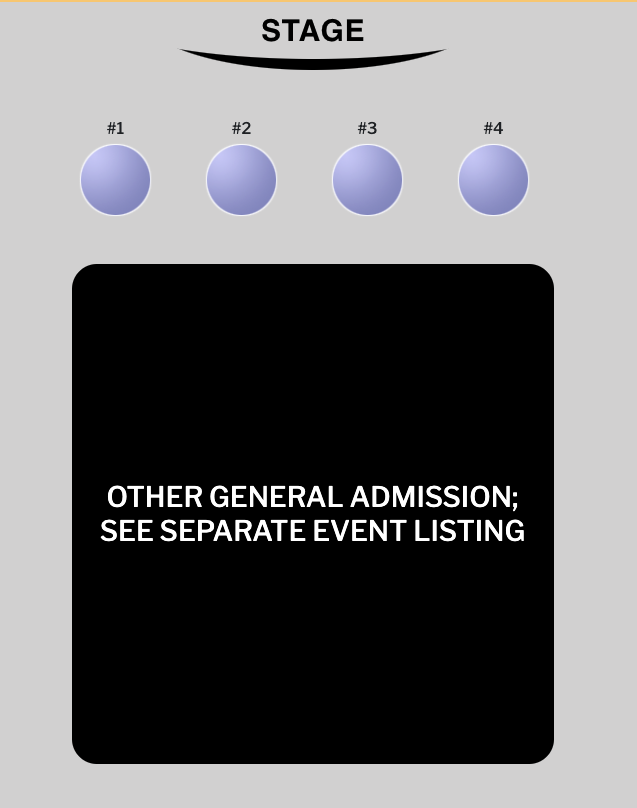 STAGE
#1 #2 #3 #4
OTHER GENERAL ADMISSION;
SEE SEPARATE EVENT LISTING